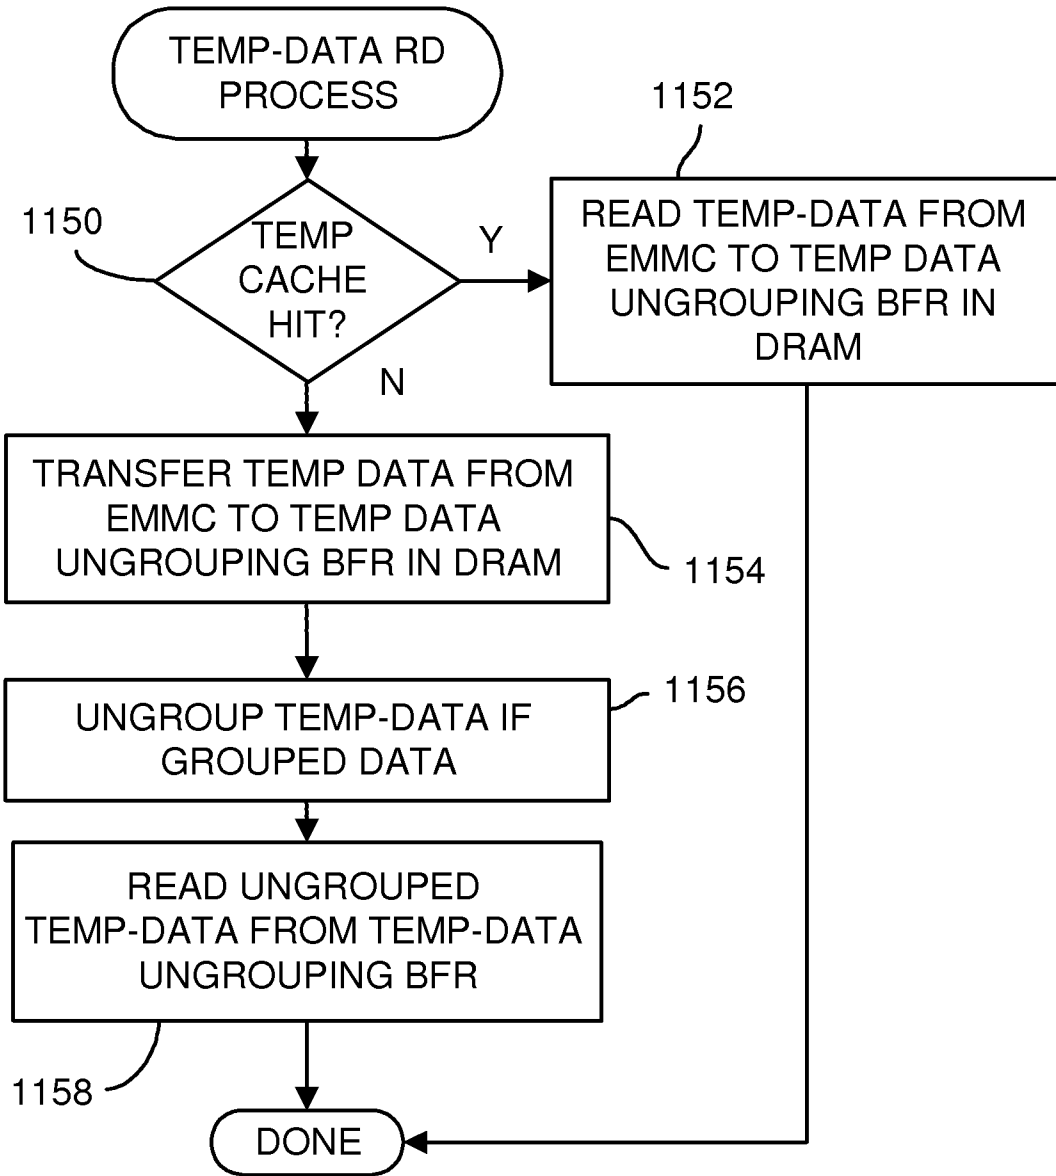 TEMP-DATA RD
PROCESS
1152
1150
TEMP
CACHE
HIT?
Y
READ TEMP-DATA FROM
EMMC TO TEMP DATA
UNGROUPING BFR IN
DRAM
N
TRANSFER TEMP DATA FROM
EMMC TO TEMP DATA
UNGROUPING BFR IN DRAM
1154
1156
UNGROUP TEMP-DATA IF
GROUPED DATA
READ UNGROUPED
TEMP-DATA FROM TEMP-DATA
UNGROUPING BFR
1158
DONE